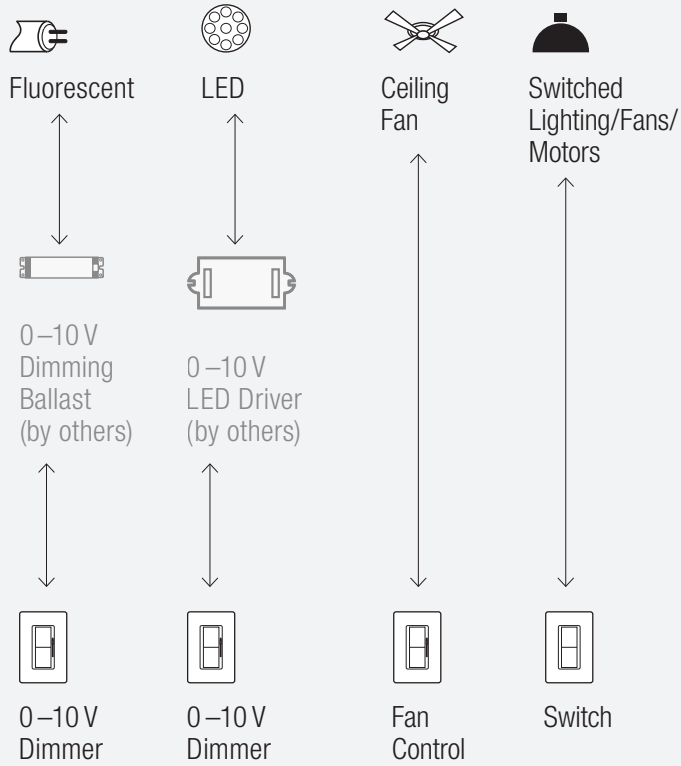 Fluorescent
LED
Ceiling
Fan
Switched
Lighting/Fans/
Motors
0–10 V
Dimming
Ballast
(by others)
0–10 V
LED Driver
(by others)
0–10 V
Dimmer
0–10 V
Dimmer
Fan
Control
Switch